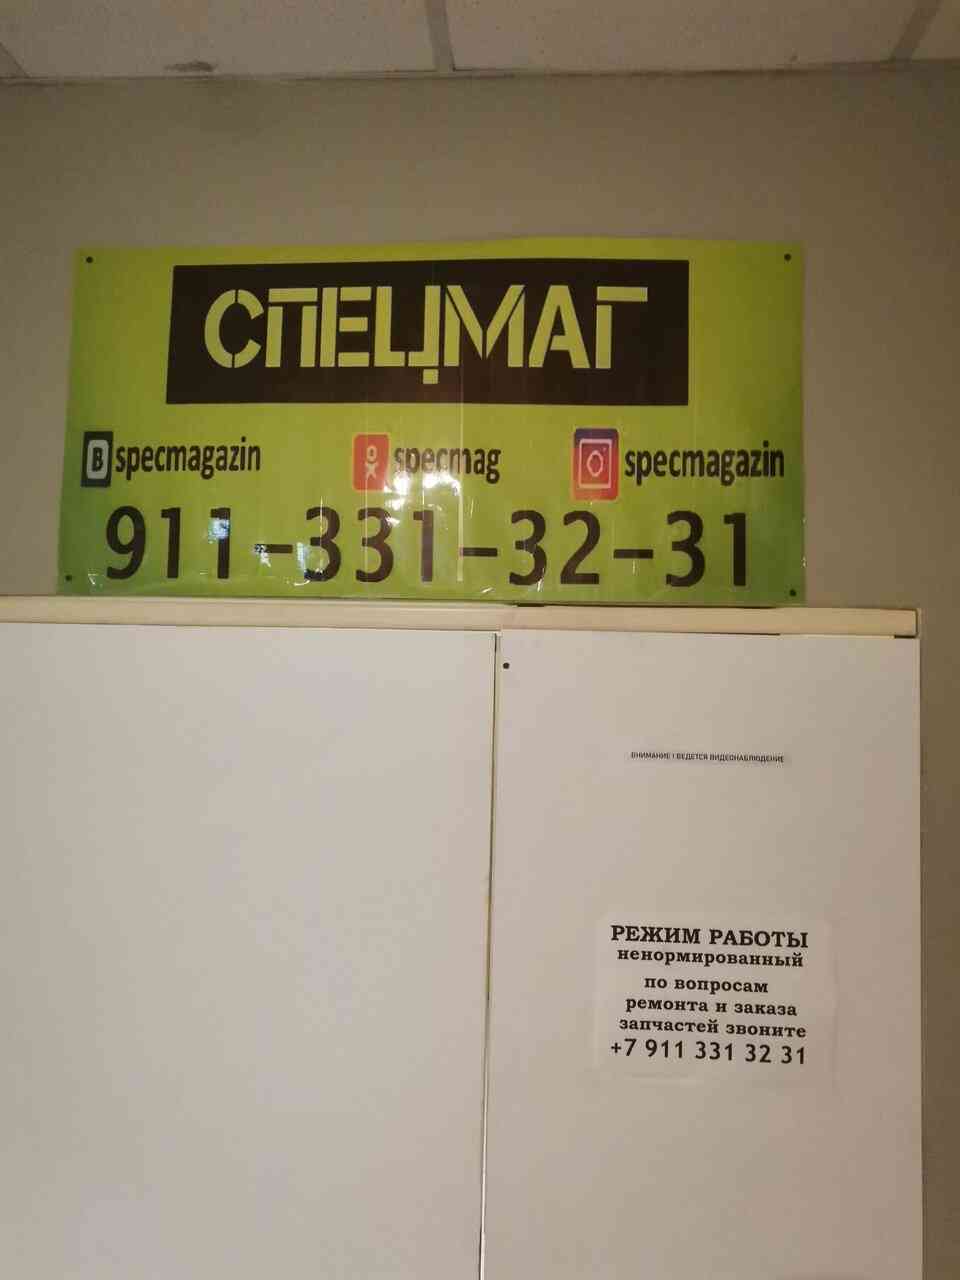 СПЕЦМАГ
specmagazin specmag specmagazin
911-331-32-31
ВНИМАНИЕ ! ВЕДЕТСЯ ВИДЕОНАБЛЮДЕНИЕ
РЕЖИМ РАБОТЫ
ненормированный
по вопросам
ремонта и заказа
запчастей звоните
+7 911 331 32 31